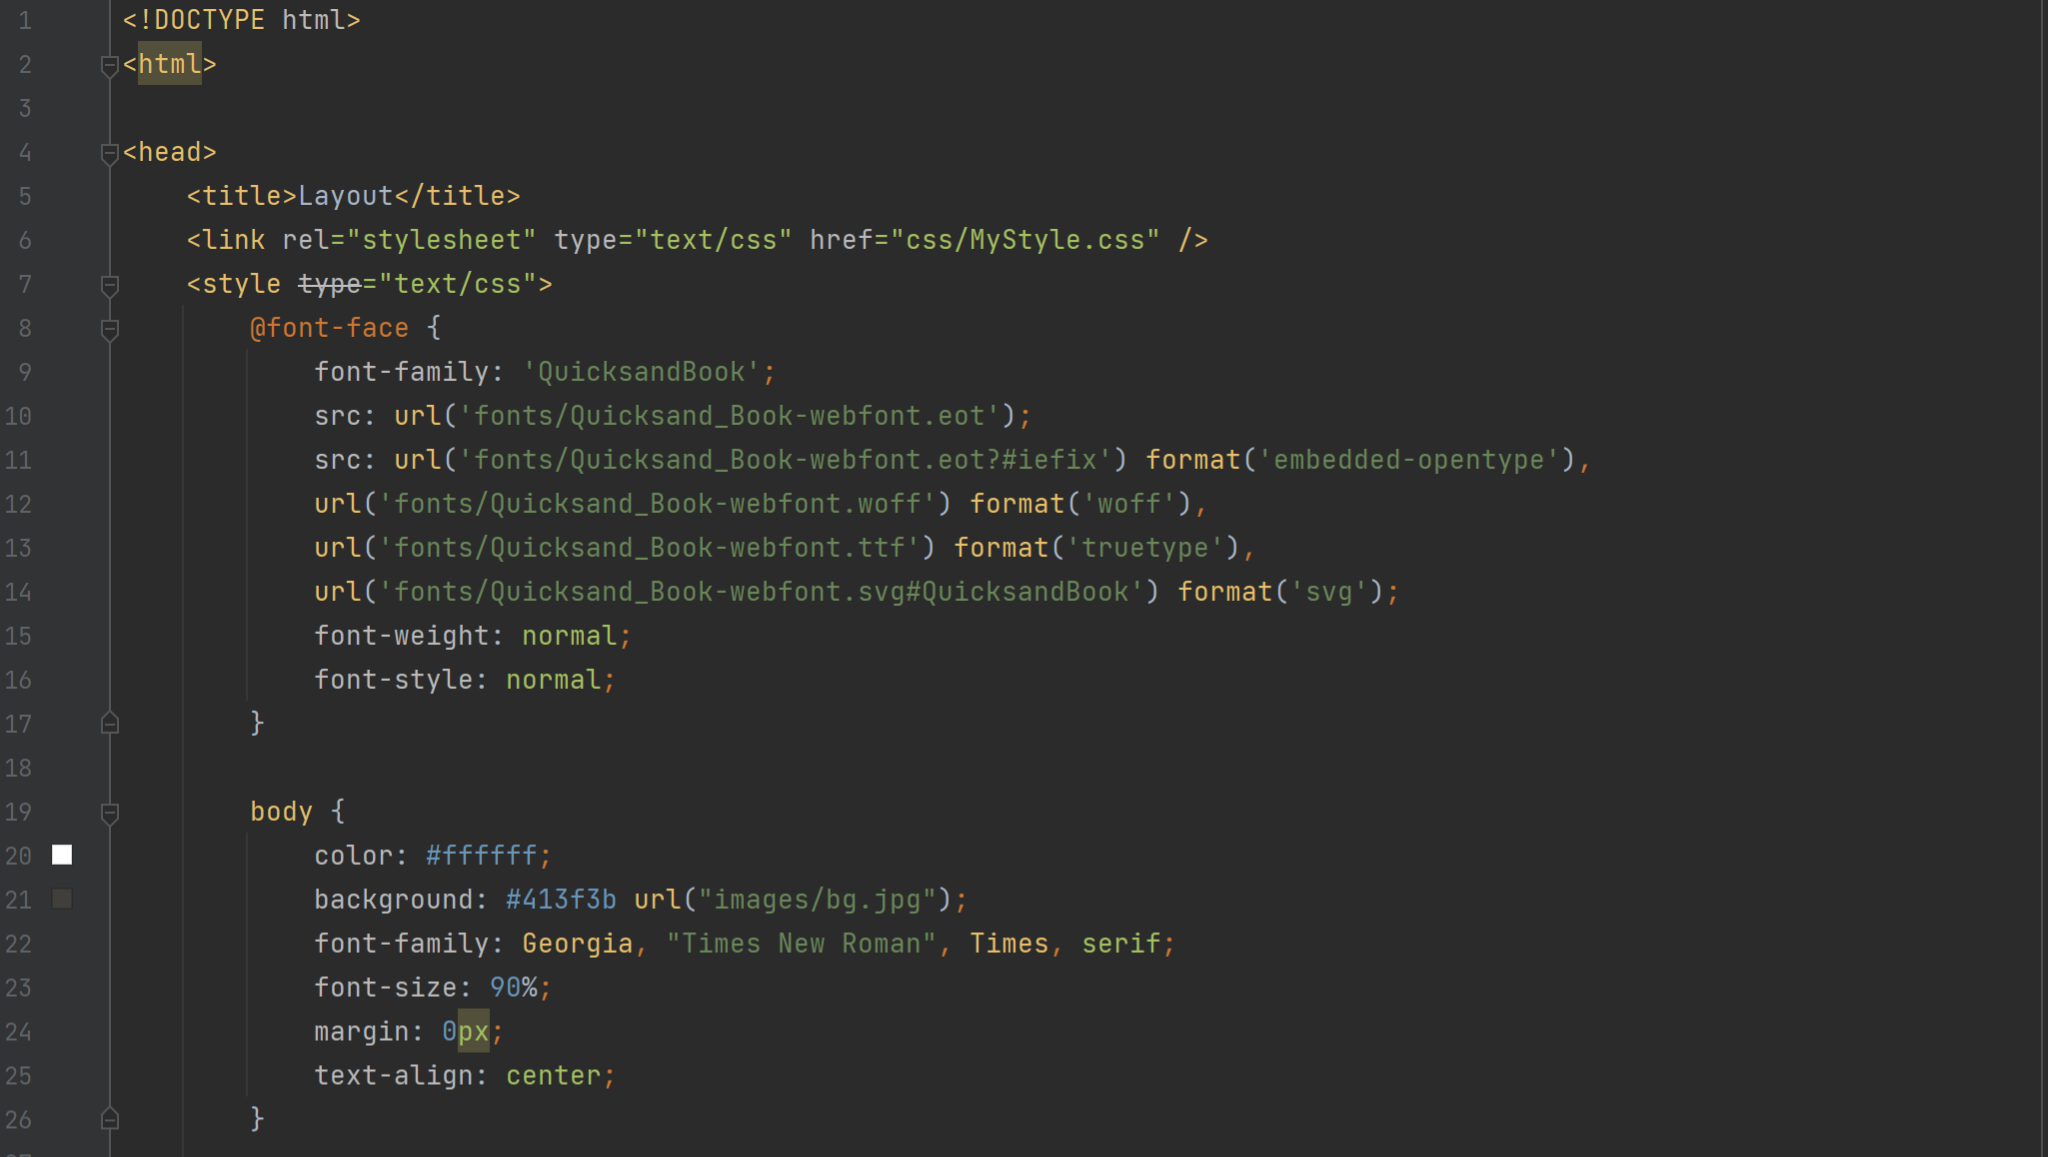 1 <!DOCTYPE html>
2 <html>
3
4 <head>
5 <title>Layout</title>
6 <link rel="stylesheet" type="text/css" href="css/MyStyle.css" />
7 <style type="text/css">
8 @font-face {
9 font-family: 'QuicksandBook';
10 src: url('fonts/Quicksand_Book-webfont.eot');
11 src: url('fonts/Quicksand_Book-webfont.eot?#iefix') format('embedded-opentype'),
12 url('fonts/Quicksand_Book-webfont.woff') format('woff'),
13 url('fonts/Quicksand_Book-webfont.ttf') format('truetype'),
14 url('fonts/Quicksand_Book-webfont.svg#QuicksandBook') format('svg');
15 font-weight: normal;
16 font-style: normal;
17 }
18
19 body {
20 color: #ffffff;
21 background: #413f3b url("images/bg.jpg");
22 font-family: Georgia, "Times New Roman", Times, serif;
23 font-size: 90%;
24 margin: 0px;
25 text-align: center;
26 }